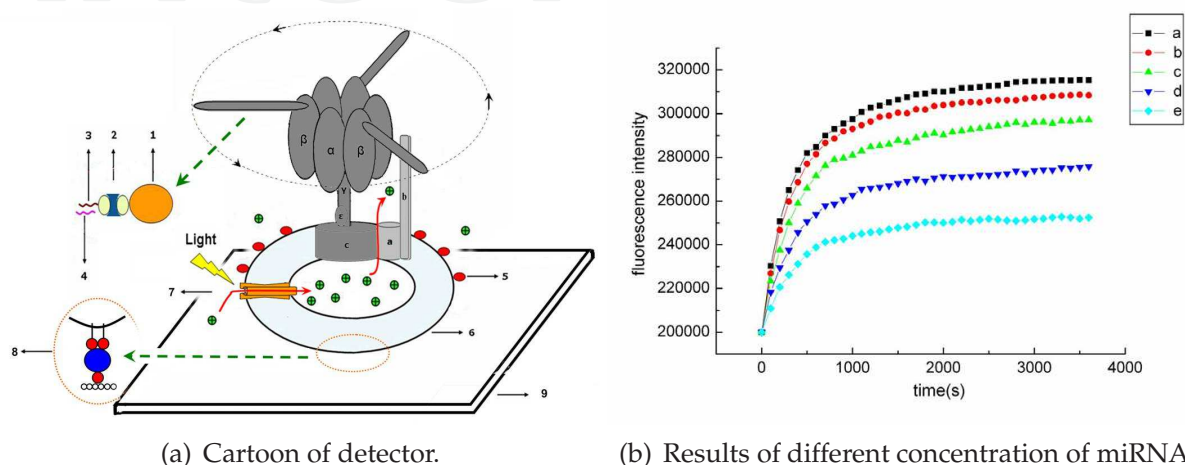 3 2 1
4
β α β
γ
ε
b
c a
Light
5
7
6
8
9
(a) Cartoon of detector.
fluorescence intensity
320000
300000
280000
260000
240000
220000
200000
0 1000 2000 3000 4000
time(s)
a
b
c
d
e
(b) Results of different concentration of miRNA